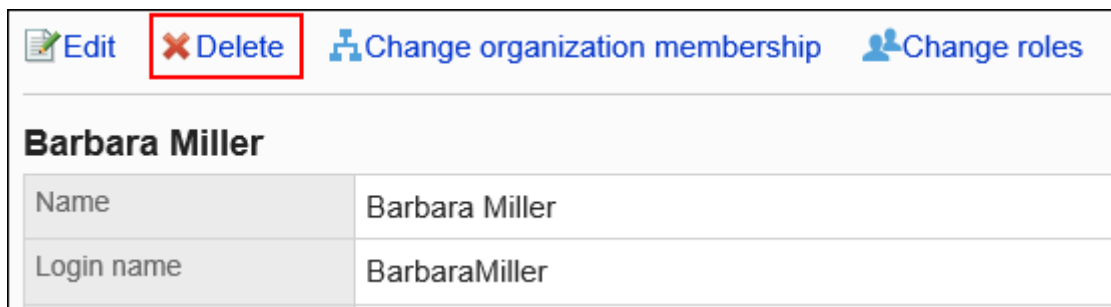 Edit Delete Change organization membership Change roles
Barbara Miller
Name Barbara Miller
Login name BarbaraMiller